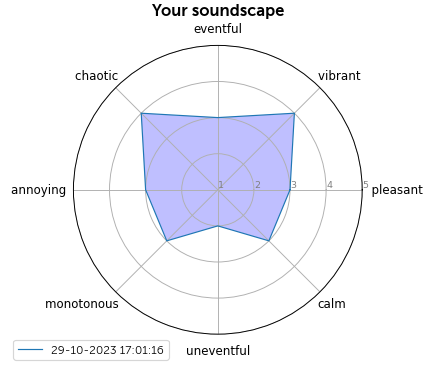 Your soundscape
eventful
chaotic
vibrant
annoying
1 2 3 4 5
pleasant
monotonous
calm
uneventful
29-10-2023 17:01:16